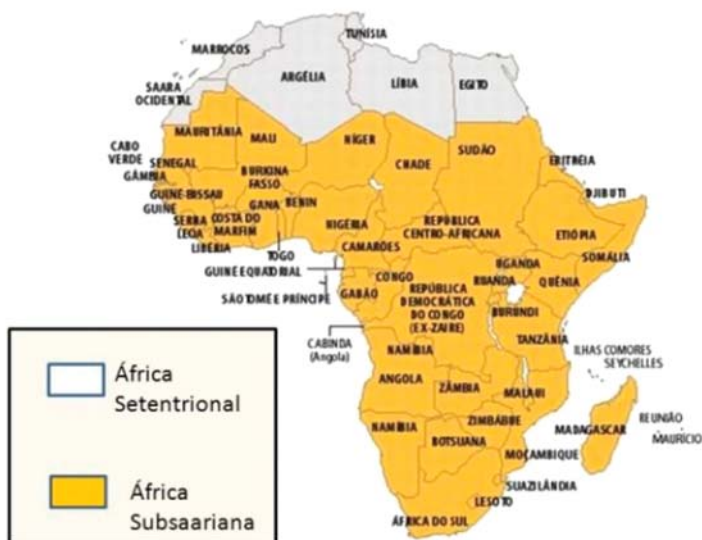 TUNÍSIA
MARROCOS
ARGÉLIA
LÍBIA
EGITO
SAARA
OCIDENTAL
MAURITÂNIA
MALI
NÍGER
CHADE
SUDÃO
ERITRÉIA
CABO
VERDE
SENEGAL
GÂMBIA
BURKINA
FASSO
DJIBUTI
GUINÉ-BISSAU
GUINÉ
GANA
BENIN
NIGÉRIA
SERRA
LEOA
COSTA DO
MARFIM
LIBÉRIA
REPÚBLICA
CENTRO-AFRICANA
ETIÓPIA
SOMÁLIA
TOGO
CAMARÕES
GUINÉ EQUATORIAL
UGANDA
CONGO
RUANDA
QUÊNIA
GABÃO
SÃO TOMÉ E PRÍNCIPE
REPÚBLICA
DEMOCRÁTICA
DO CONGO
(EX-ZAIRE)
BURUNDI
CABINDA
(Angola)
NAMÍBIA
TANZÂNIA
ILHAS COMORES
SEYCHELLES
ANGOLA
ZÂMBIA
MALAUI
ZIMBÁBUE
NAMÍBIA
BOTSUANA
MADAGASCAR
REUNIÃO
MAURÍCIO
MOÇAMBIQUE
SUAZILÂNDIA
LESOTO
ÁFRICA DO SUL
África
Setentrional
África
Subsaariana